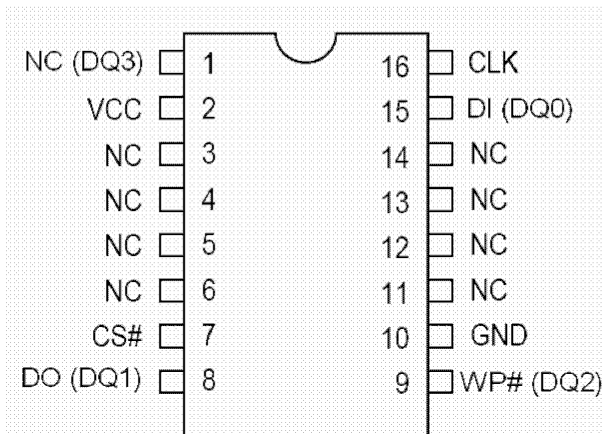 NC (DQ3) 1 16 CLK
VCC 2 15 DI (DQ0)
NC 3 14 NC
NC 4 13 NC
NC 5 12 NC
NC 6 11 NC
CS# 7 10 GND
DO (DQ1) 8 9 WP# (DQ2)